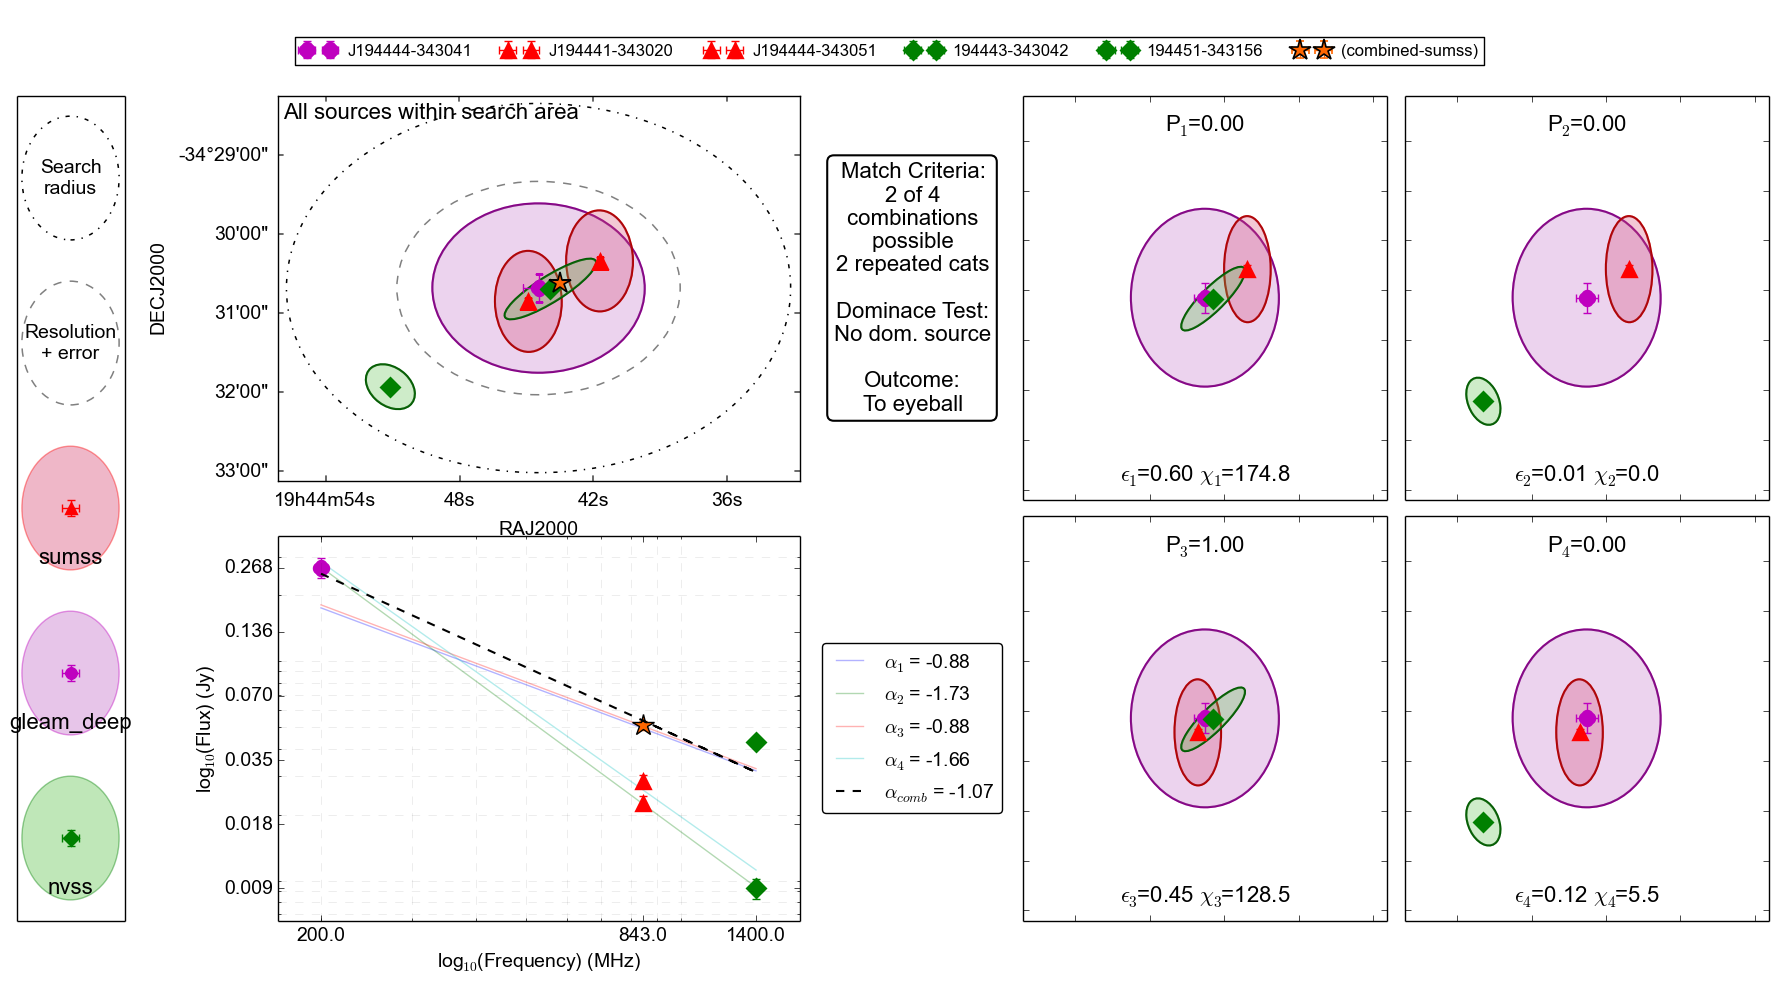 J194444-343041 J194441-343020 J194444-343051 194443-343042 194451-343156 (combined-sumss)
Search
radius
Resolution
+ error
sumss
gleam_deep
nvss
All sources within search area
DECJ2000
-34°29'00"
30'00"
31'00"
32'00"
33'00"
19h44m54s 48s 42s 36s
RAJ2000
Match Criteria:
2 of 4
combinations
possible
2 repeated cats
Dominace Test:
No dom. source
Outcome:
To eyeball
log₁₀(Flux) (Jy)
0.268
0.136
0.070
0.035
0.018
0.009
200.0 843.0 1400.0
log₁₀(Frequency) (MHz)
α₁ = -0.88
α₂ = -1.73
α₃ = -0.88
α₄ = -1.66
α_comb = -1.07
P₁=0.00
ϵ₁=0.60 χ₁=174.8
P₂=0.00
ϵ₂=0.01 χ₂=0.0
P₃=1.00
ϵ₃=0.45 χ₃=128.5
P₄=0.00
ϵ₄=0.12 χ₄=5.5